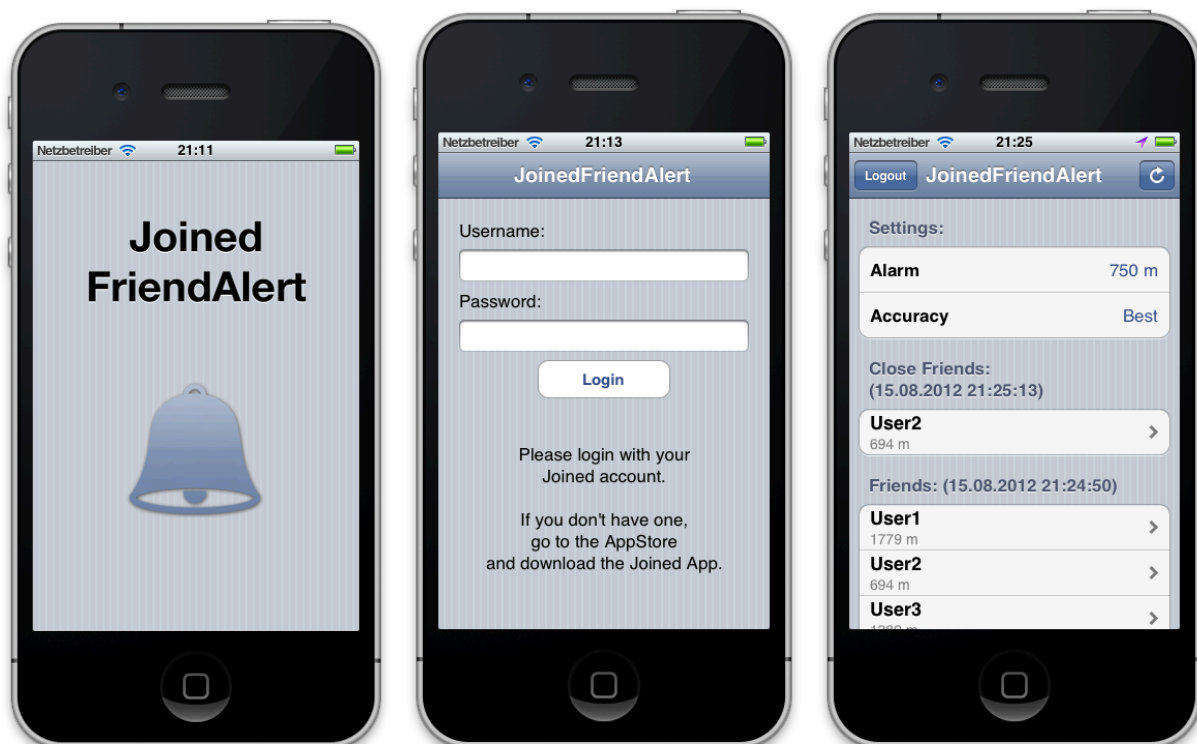 Netzbetreiber 21:11
Joined
FriendAlert
Netzbetreiber 21:13
JoinedFriendAlert
Username:
Password:
Login
Please login with your
Joined account.
If you don't have one,
go to the AppStore
and download the Joined App.
Netzbetreiber 21:25
Logout JoinedFriendAlert
Settings:
Alarm 750 m
Accuracy Best
Close Friends:
(15.08.2012 21:25:13)
User2
694 m
Friends: (15.08.2012 21:24:50)
User1
1779 m
User2
694 m
User3